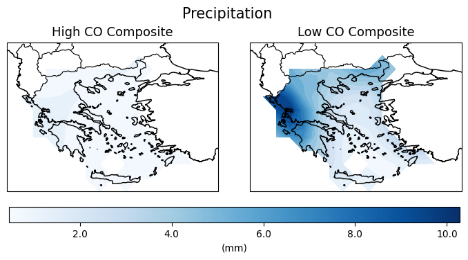 Precipitation
High CO Composite
Low CO Composite
2.0 4.0 6.0 8.0 10.0
(mm)